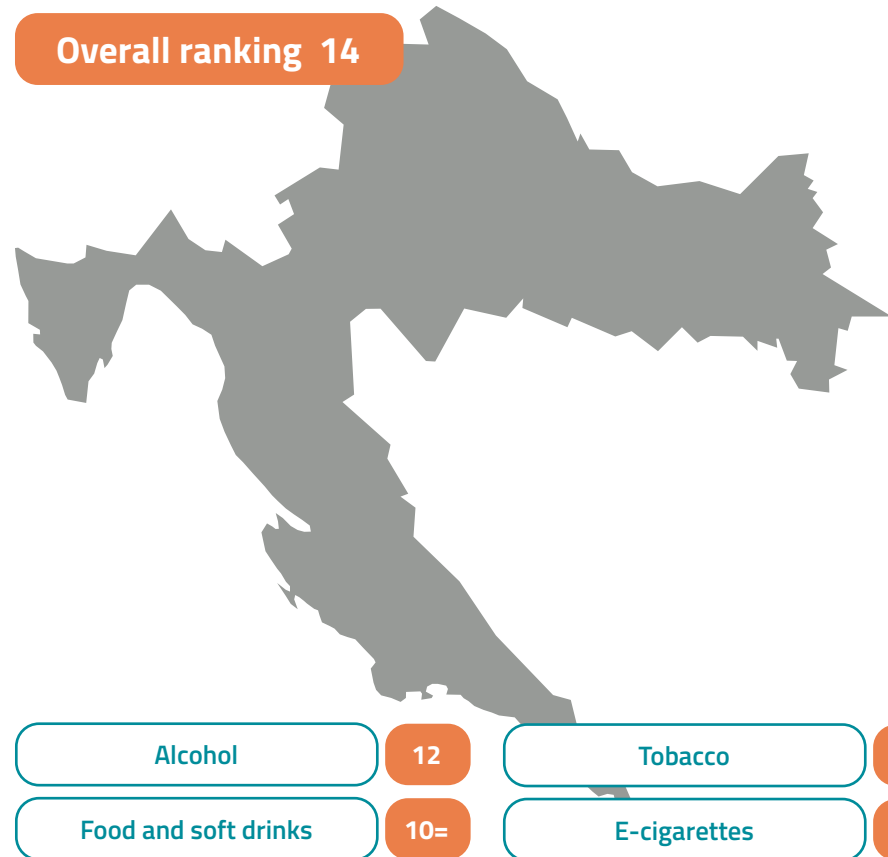 Overall ranking 14
Alcohol 12 Tobacco
Food and soft drinks 10= E-cigarettes